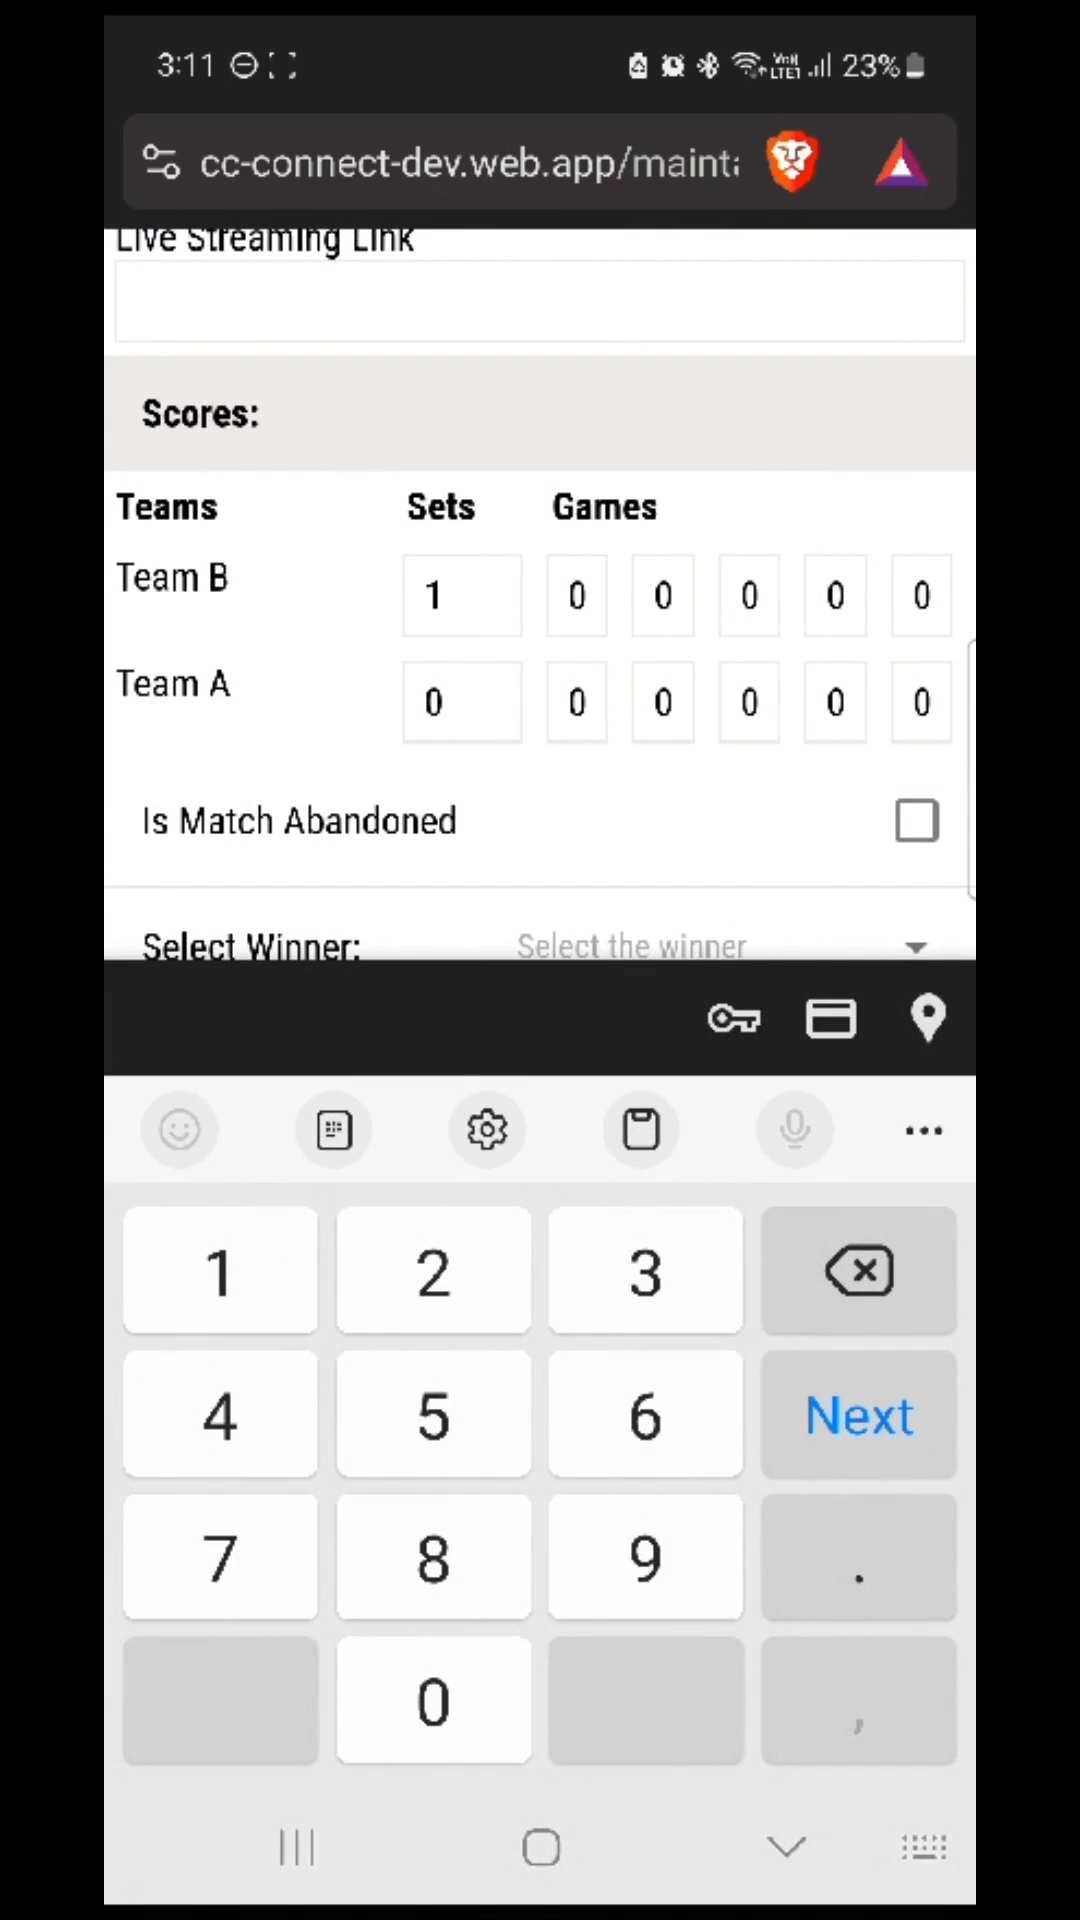 3:11 23%
cc-connect-dev.web.app/maint
Live Streaming Link
Scores:
Teams Sets Games
Team B 1 0 0 0 0 0
Team A 0 0 0 0 0 0
Is Match Abandoned
Select Winner: Select the winner
1 2 3
4 5 6 Next
7 8 9 .
0 ,